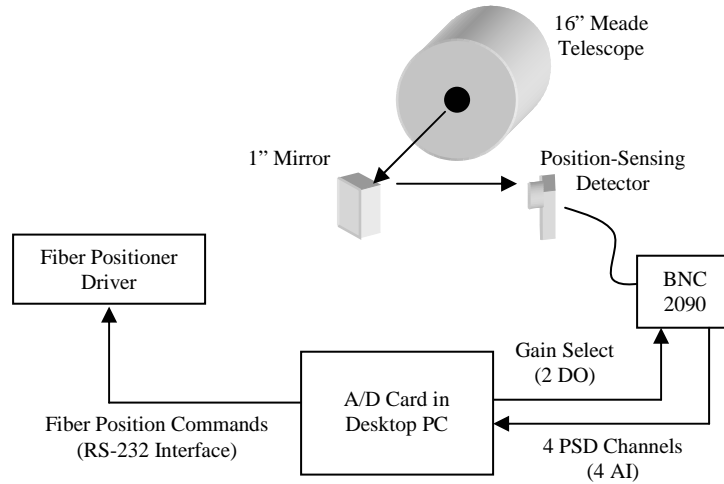 16” Meade
Telescope
1” Mirror
Position-Sensing
Detector
Fiber Positioner
Driver
BNC
2090
Gain Select
(2 DO)
A/D Card in
Desktop PC
Fiber Position Commands
(RS-232 Interface)
4 PSD Channels
(4 AI)